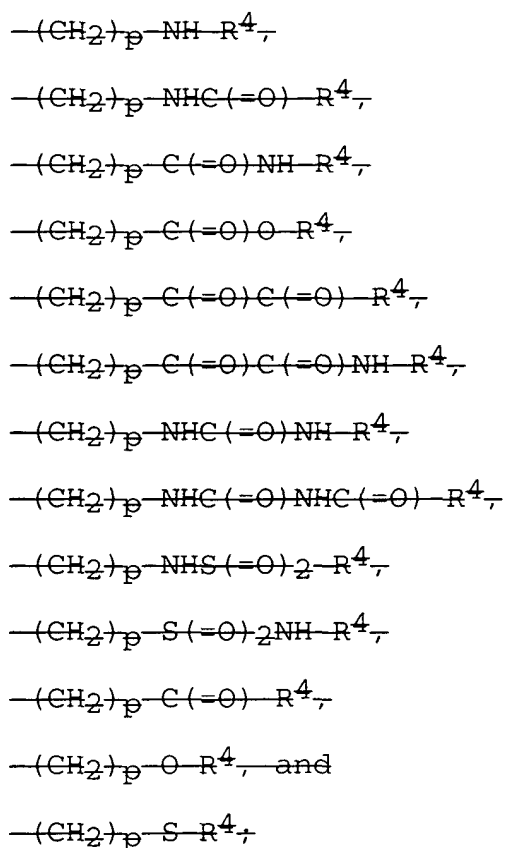 -(CH2)p-NH-R4,
-(CH2)p-NHC(=O)-R4,
-(CH2)p-C(=O)NH-R4,
-(CH2)p-C(=O)O-R4,
-(CH2)p-C(=O)C(=O)-R4,
-(CH2)p-C(=O)C(=O)NH-R4,
-(CH2)p-NHC(=O)NH-R4,
-(CH2)p-NHC(=O)NHC(=O)-R4,
-(CH2)p-NHS(=O)2-R4,
-(CH2)p-S(=O)2NH-R4,
-(CH2)p-C(=O)-R4,
-(CH2)p-O-R4, and
-(CH2)p-S-R4;